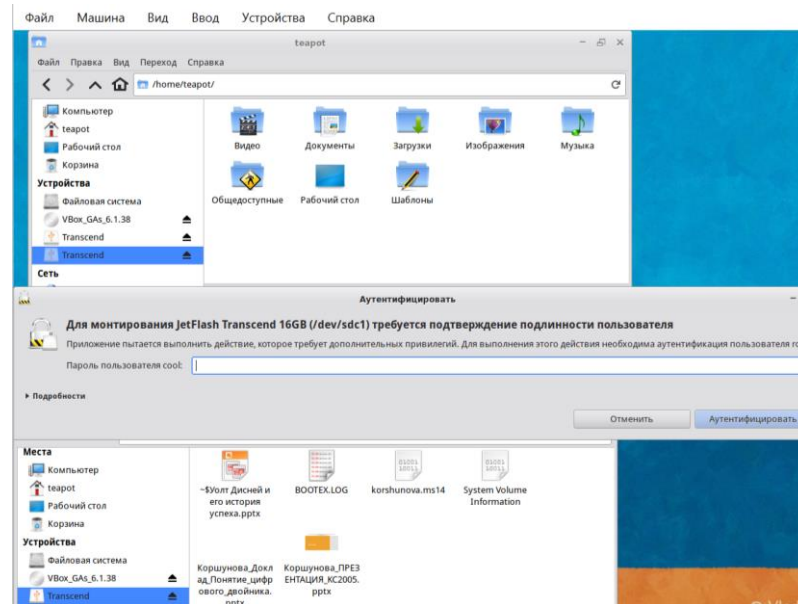 Файл Машина Вид Ввод Устройства Справка
teapot
Файл Правка Вид Переход Справка
/home/teapot/
Компьютер
teapot
Рабочий стол
Корзина
Устройства
Файловая система
VBox_GAs_6.1.38
Transcend
Transcend
Сеть
Видео Документы Загрузки Изображения Музыка
Общедоступные Рабочий стол Шаблоны
Аутентифицировать
Для монтирования JetFlash Transcend 16GB (/dev/sdc1) требуется подтверждение подлинности пользователя
Приложение пытается выполнить действие, которое требует дополнительных привилегий. Для выполнения этого действия необходима аутентификация пользователя
Пароль пользователя cool:
Подробности
Отменить Аутентифицировать
Места
Компьютер
teapot
Рабочий стол
Корзина
Устройства
Файловая система
VBox_GAs_6.1.38
Transcend
~$Уолт Дисней и
его история
успеха.pptx
BOOTEX.LOG
korshunova.ms14
System Volume
Information
Коршунова_Докл
ад_Понятие_цифр
ового_двойника.
pptx
Коршунова_ПРЕЗ
ЕНТАЦИЯ_КС2005.
pptx